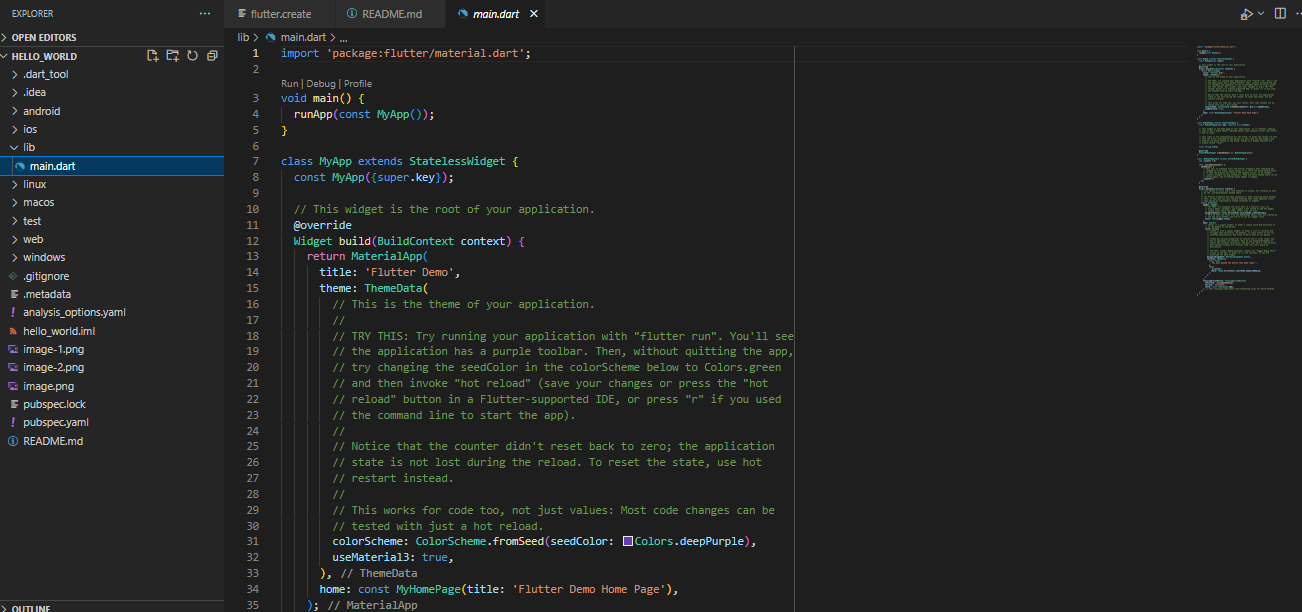 EXPLORER
OPEN EDITORS
HELLO_WORLD
.dart_tool
.idea
android
ios
lib
main.dart
linux
macos
test
web
windows
.gitignore
.metadata
analysis_options.yaml
hello_world.iml
image-1.png
image-2.png
image.png
pubspec.lock
pubspec.yaml
README.md
OUTLINE
flutter.create README.md main.dart
lib > main.dart > ...
1 import 'package:flutter/material.dart';
2
Run | Debug | Profile
3 void main() {
4 runApp(const MyApp());
5 }
6
7 class MyApp extends StatelessWidget {
8 const MyApp({super.key});
9
10 // This widget is the root of your application.
11 @override
12 Widget build(BuildContext context) {
13 return MaterialApp(
14 title: 'Flutter Demo',
15 theme: ThemeData(
16 // This is the theme of your application.
17 //
18 // TRY THIS: Try running your application with "flutter run". You'll see
19 // the application has a purple toolbar. Then, without quitting the app,
20 // try changing the seedColor in the colorScheme below to Colors.green
21 // and then invoke "hot reload" (save your changes or press the "hot
22 // reload" button in a Flutter-supported IDE, or press "r" if you used
23 // the command line to start the app).
24 //
25 // Notice that the counter didn't reset back to zero; the application
26 // state is not lost during the reload. To reset the state, use hot
27 // restart instead.
28 //
29 // This works for code too, not just values: Most code changes can be
30 // tested with just a hot reload.
31 colorScheme: ColorScheme.fromSeed(seedColor: Colors.deepPurple),
32 useMaterial3: true,
33 ), // ThemeData
34 home: const MyHomePage(title: 'Flutter Demo Home Page'),
35 ); // MaterialApp